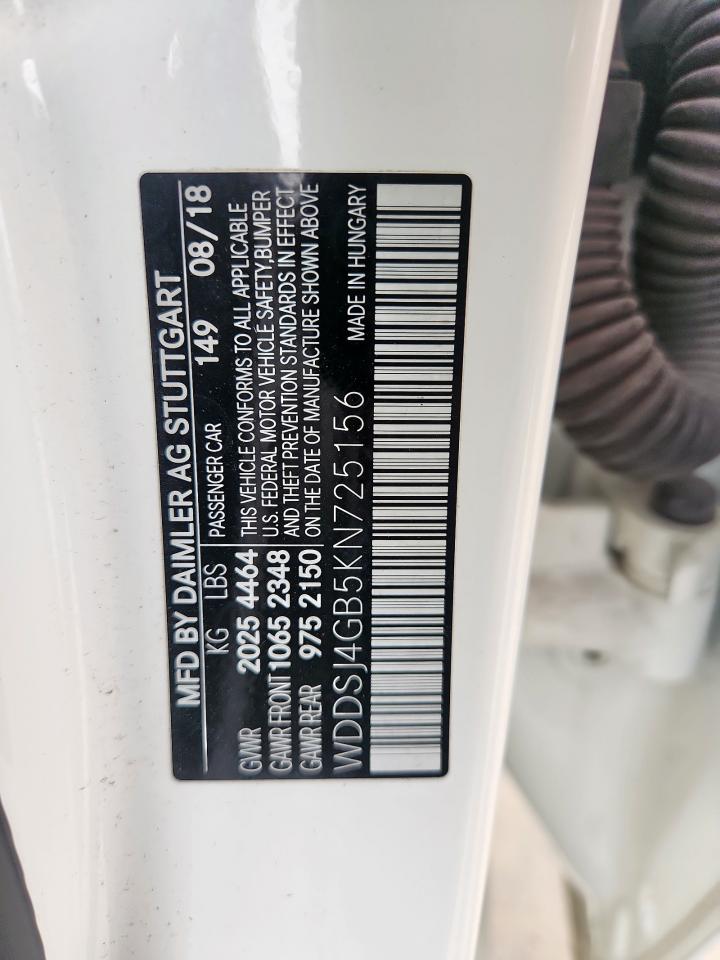 MFD BY DAIMLER AG STUTTGART
KG LBS PASSENGER CAR 149 08/18
GVWR 2025 4464 THIS VEHICLE CONFORMS TO ALL APPLICABLE
GAWR FRONT 1065 2348 U.S. FEDERAL MOTOR VEHICLE SAFETY,BUMPER
GAWR REAR 975 2150 AND THEFT PREVENTION STANDARDS IN EFFECT
ON THE DATE OF MANUFACTURE SHOWN ABOVE
WDDSJ4GB5KN725156 MADE IN HUNGARY